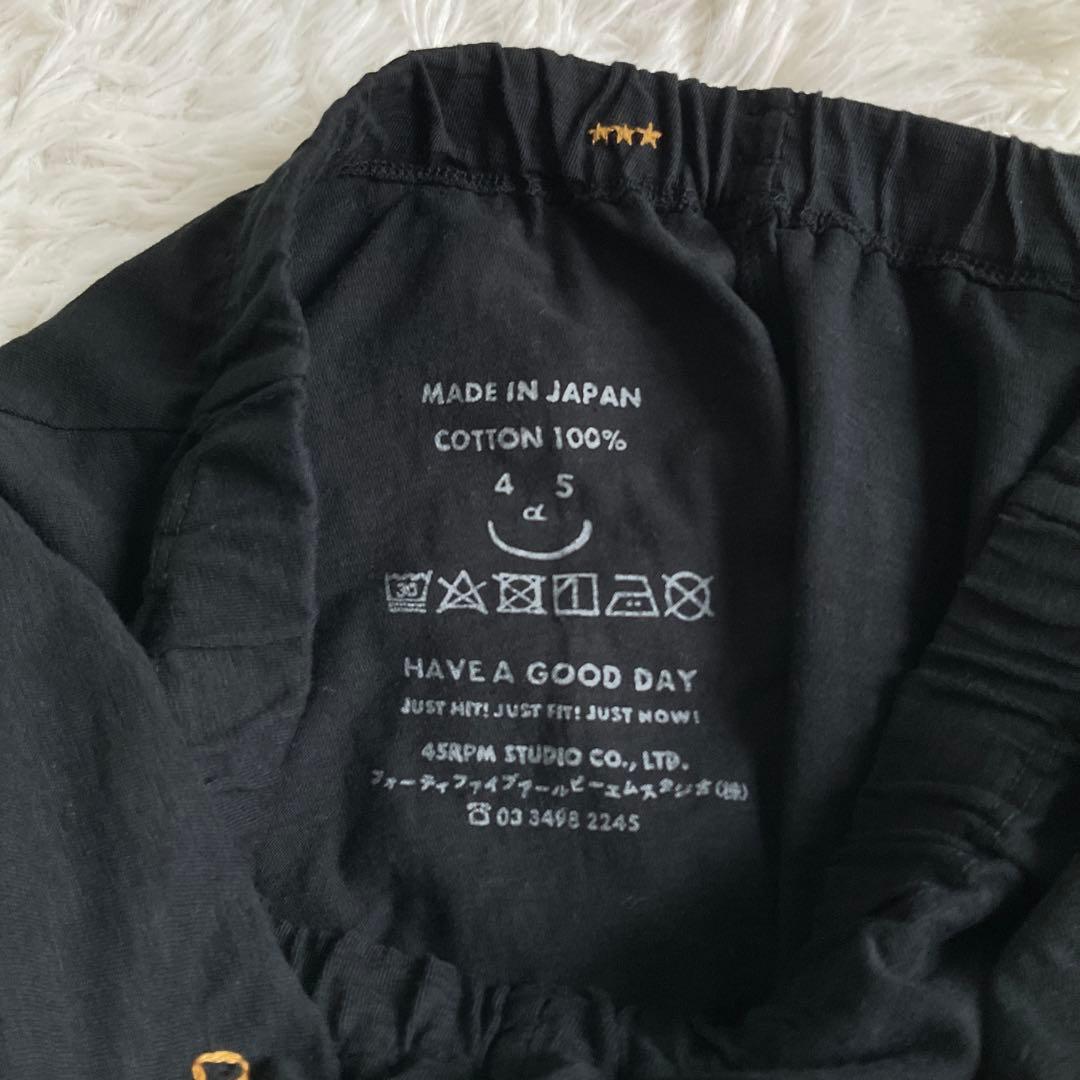 MADE IN JAPAN
COTTON 100%
4 5
α
30
HAVE A GOOD DAY
JUST HIT! JUST FIT! JUST NOW!
45RPM STUDIO CO., LTD.
フォーティファイブアールピーエムスタジオ(株)
☎ 03 3498 2245